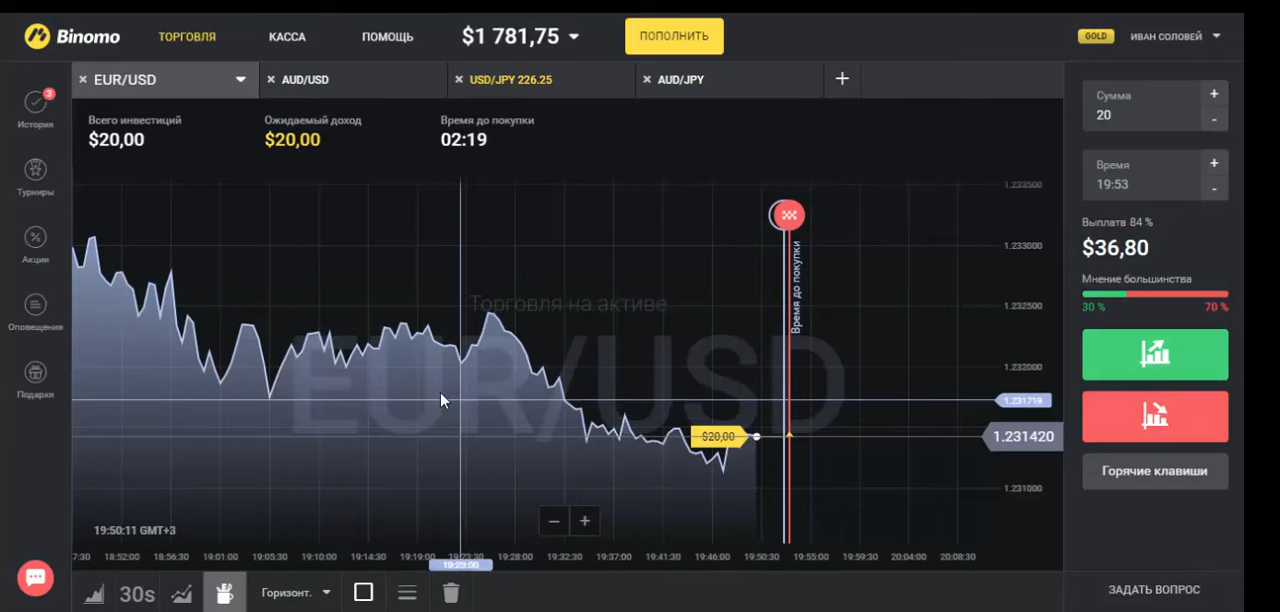 Binomo
ТОРГОВЛЯ
КАССА
ПОМОЩЬ
$1 781,75
ПОПОЛНИТЬ
GOLD
ИВАН СОЛОВЕЙ
EUR/USD
AUD/USD
USD/JPY 226.25
AUD/JPY
+
3
История
Турниры
Акции
Оповещения
Подарки
Всего инвестиций
$20,00
Ожидаемый доход
$20,00
Время до покупки
02:19
Торговля на активе
EUR/USD
Время до покупки
$20,00
1.233500
1.233000
1.232500
1.232000
1.231719
1.231420
1.231000
19:50:11 GMT+3
− +
7:30 18:52:00 18:56:30 19:01:00 19:05:30 19:10:00 19:14:30 19:19:00 19:23:30 19:28:00 19:32:30 19:37:00 19:41:30 19:46:00 19:50:30 19:55:00 19:59:30 20:04:00 20:08:30
19:23:00
30s
Горизонт.
Сумма
20
+
-
Время
19:53
+
-
Выплата 84 %
$36,80
Мнение большинства
30 % 70 %
Горячие клавиши
ЗАДАТЬ ВОПРОС